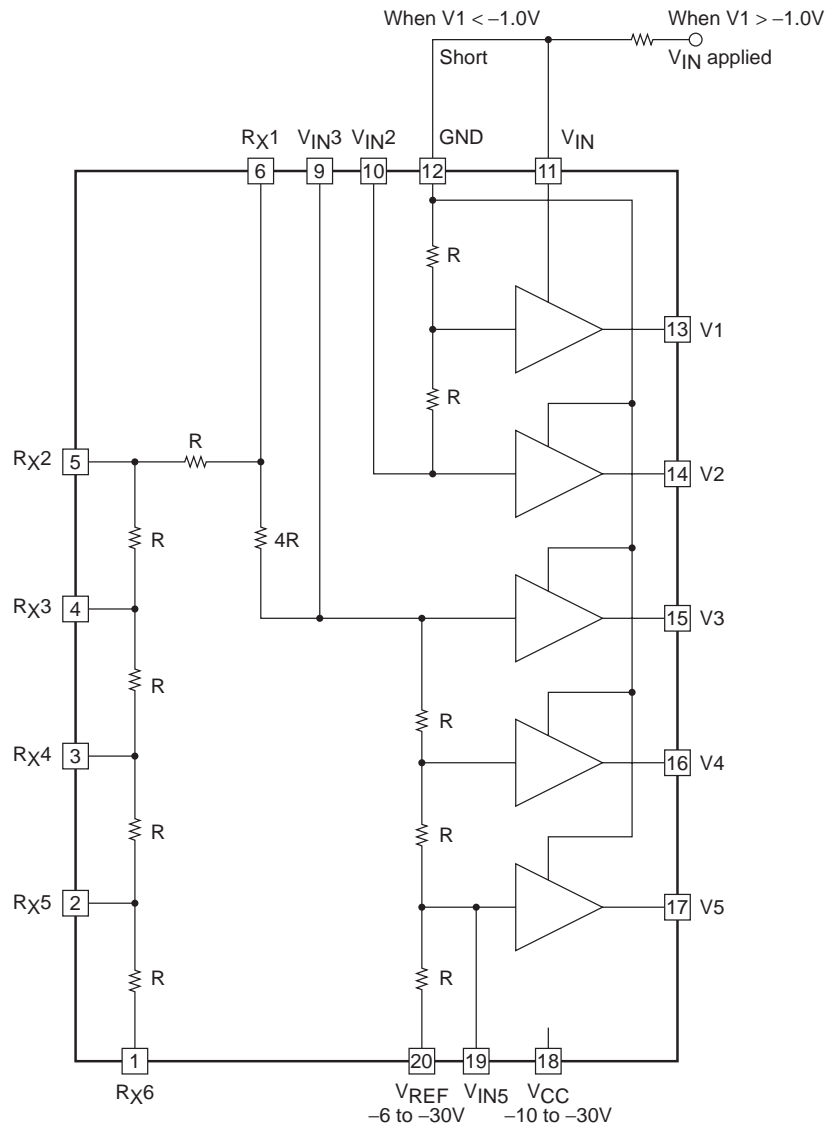 When V1 < –1.0V
When V1 > –1.0V
Short
VIN applied
RX1
VIN3
VIN2
GND
VIN
6
9
10
12
11
R
13
V1
R
R
RX2
5
14
V2
R
4R
RX3
4
15
V3
R
R
RX4
3
16
V4
R
R
RX5
2
17
V5
R
R
1
20
19
18
RX6
VREF
VIN5
VCC
–6 to –30V
–10 to –30V